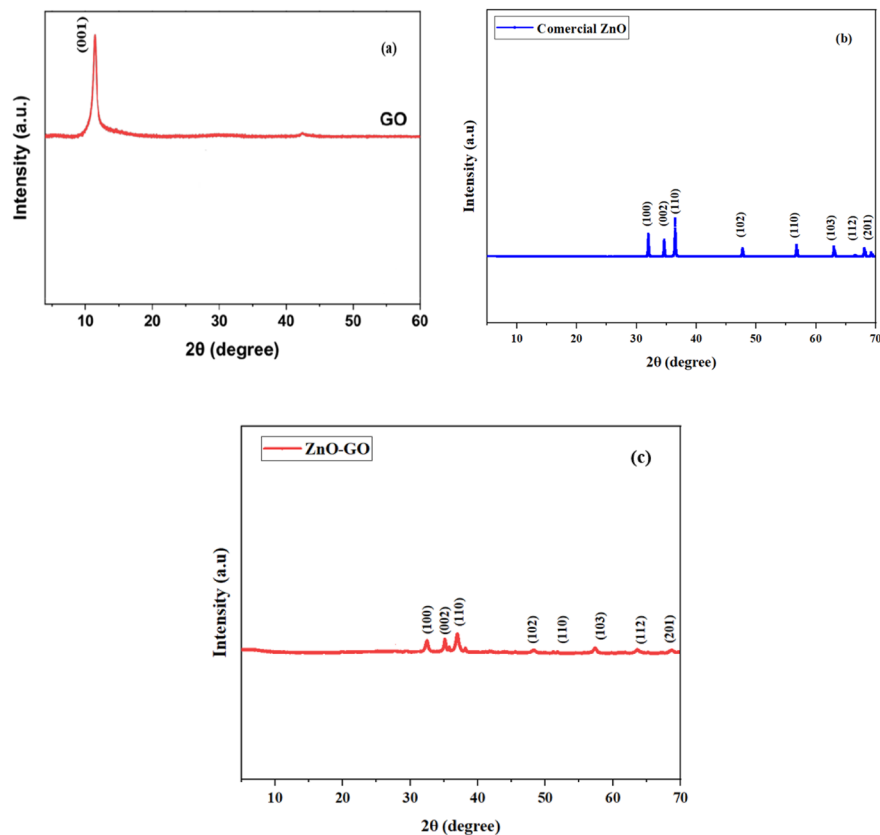 (a)
(001)
GO
Intensity (a.u.)
10 20 30 40 50 60
2θ (degree)
Comercial ZnO
(b)
(100) (002) (110) (102) (110) (103) (112) (201)
Intensity (a.u)
10 20 30 40 50 60 70
2θ (degree)
ZnO-GO
(c)
(100) (002) (110) (102) (110) (103) (112) (201)
Intensity (a.u)
10 20 30 40 50 60 70
2θ (degree)